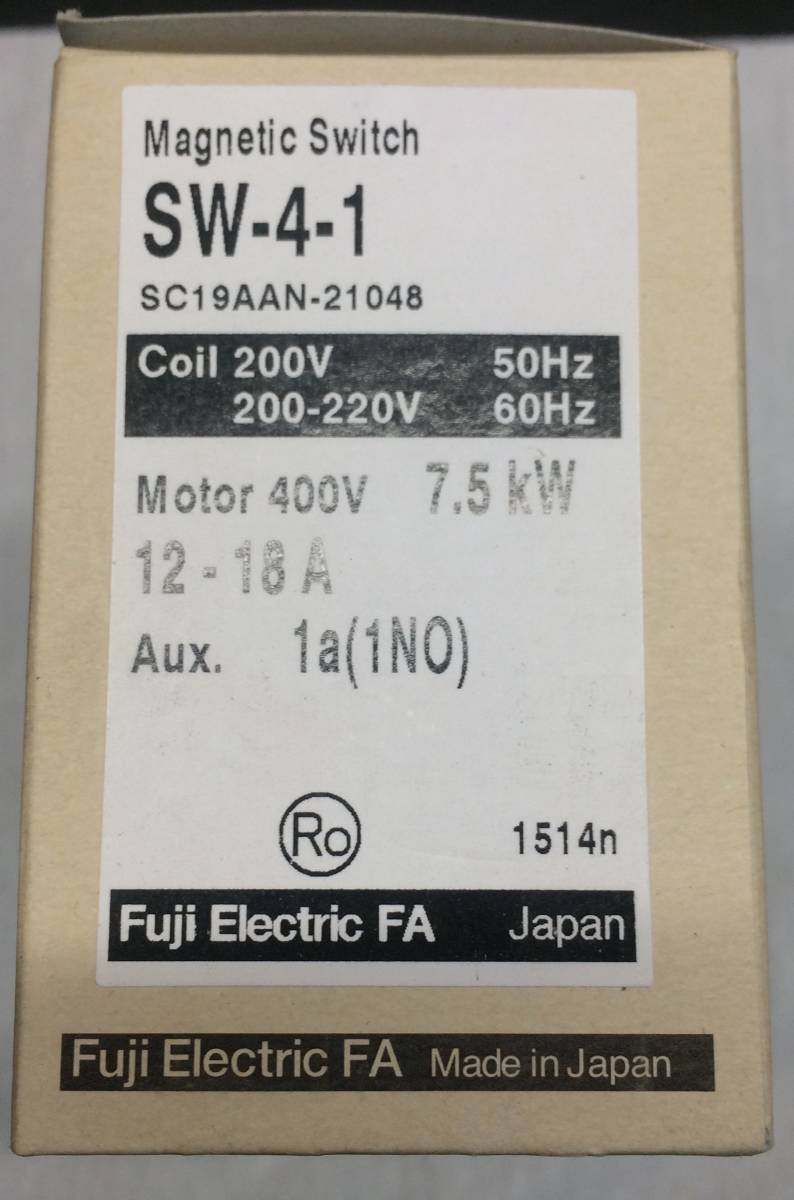 Magnetic Switch
SW-4-1
SC19AAN-21048
Coil 200V 50Hz
200-220V 60Hz
Motor 400V 7.5 kW
12-18 A
Aux. 1a(1NO)
Ro 1514n
Fuji Electric FA Japan
Fuji Electric FA Made in Japan